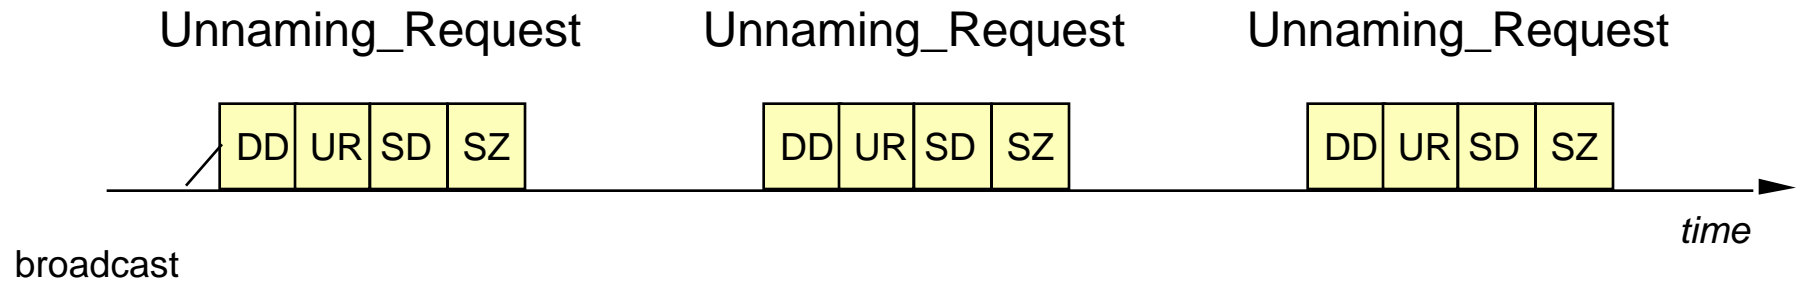 Unnaming_Request Unnaming_Request Unnaming_Request
DD UR SD SZ DD UR SD SZ DD UR SD SZ
time
broadcast